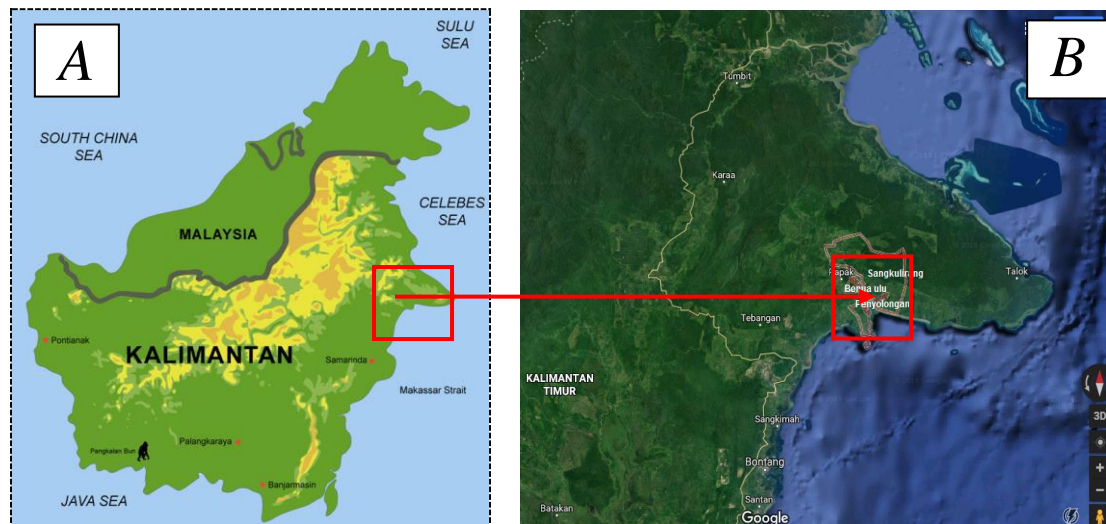 A
SULU
SEA
SOUTH CHINA
SEA
CELEBES
SEA
MALAYSIA
Pontianak
KALIMANTAN
Samarinda
Makassar Strait
Pangkalan Bun
Palangkaraya
Banjarmasin
JAVA SEA
B
Tumbit
Karaa
Sangkulirang
Talok
Benua ulu
Penyolongan
Tebangan
KALIMANTAN
TIMUR
Sangkimah
3D
Bontang
Santan
Batakan
Google